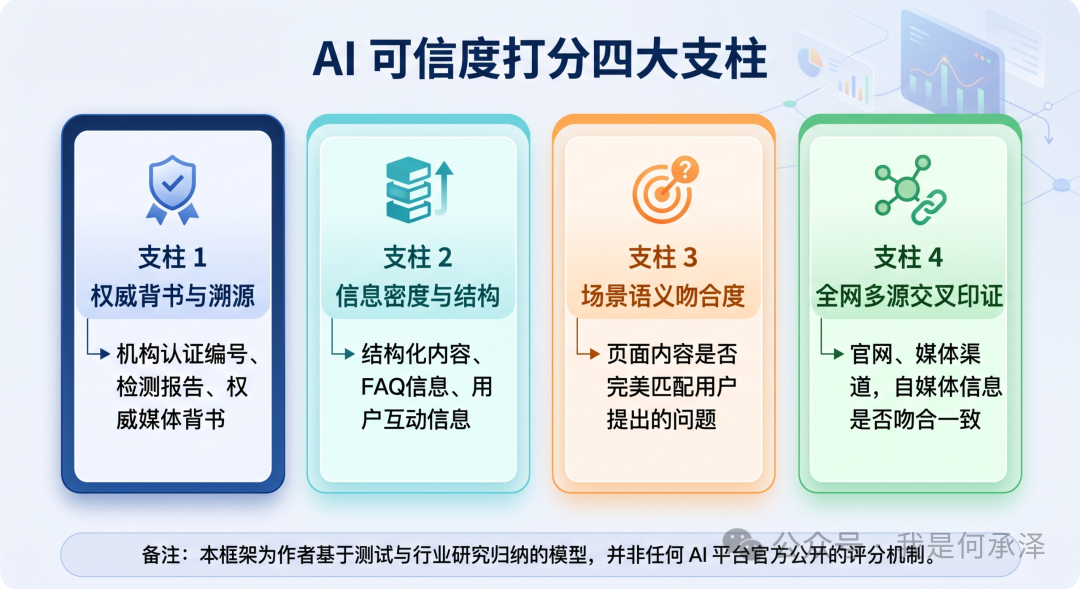 AI 可信度打分四大支柱
支柱 1
权威背书与溯源
机构认证编号、
检测报告、权
威媒体背书
支柱 2
信息密度与结构
结构化内容、
FAQ信息、用
户互动信息
支柱 3
?
场景语义吻合度
页面内容是否
完美匹配用户
提出的问题
支柱 4
全网多源交叉印证
官网、媒体渠
道，自媒体信息
是否吻合一致
备注：本框架为作者基于测试与行业研究归纳的模型，并非任何 AI 平台官方公开的评分机制。
公众号 · 我是何承泽